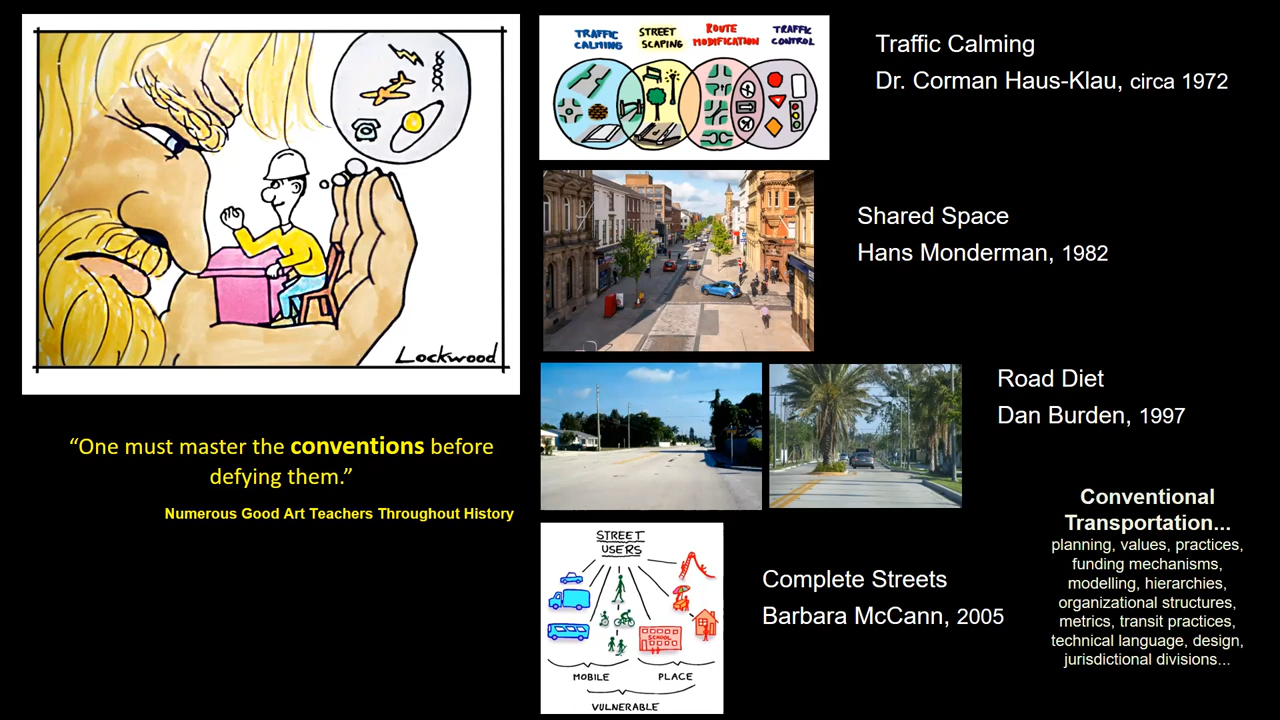 Lockwood
“One must master the conventions before
defying them.”
Numerous Good Art Teachers Throughout History
TRAFFIC CALMING
STREET SCAPING
ROUTE MODIFICATION
TRAFFIC CONTROL
Traffic Calming
Dr. Corman Haus-Klau, circa 1972
Shared Space
Hans Monderman, 1982
Road Diet
Dan Burden, 1997
STREET
USERS
SCHOOL
MOBILE
PLACE
VULNERABLE
Complete Streets
Barbara McCann, 2005
Conventional
Transportation...
planning, values, practices,
funding mechanisms,
modelling, hierarchies,
organizational structures,
metrics, transit practices,
technical language, design,
jurisdictional divisions...